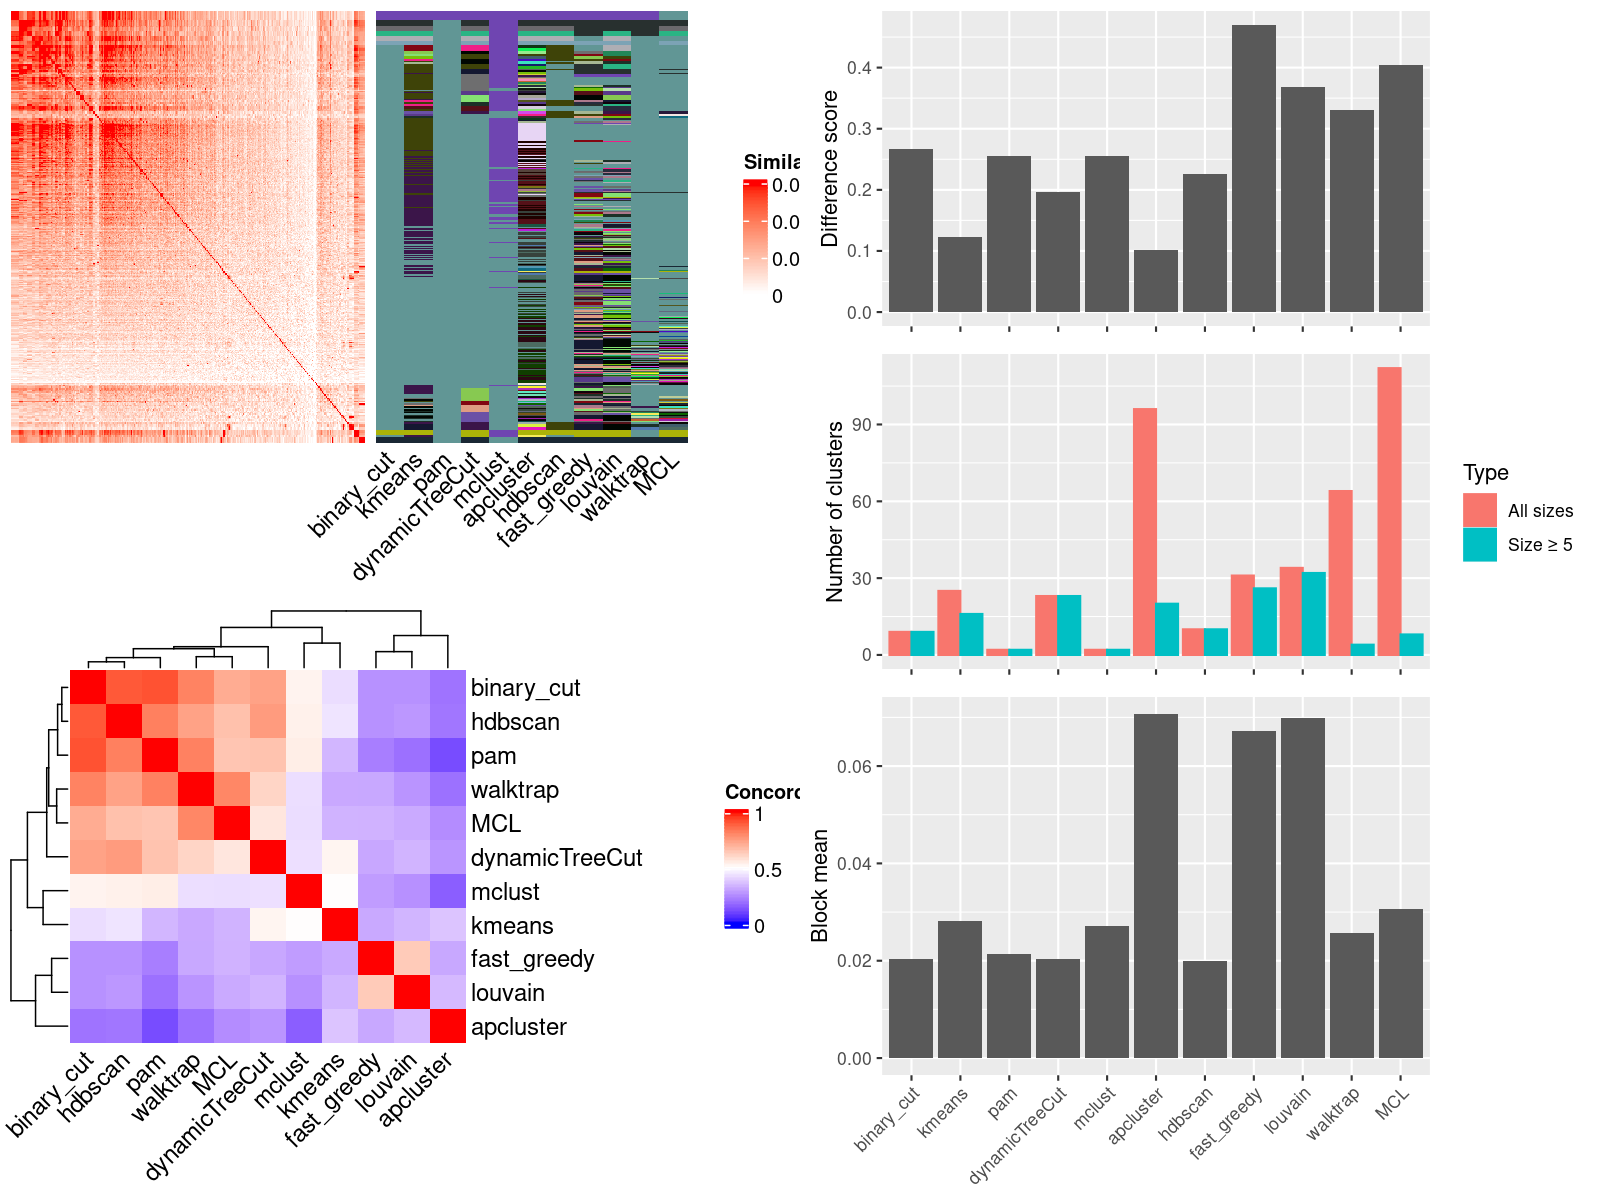 Simila
0.0
0.0
0.0
0
binary_cut
kmeans
pam
dynamicTreeCut
mclust
apcluster
hdbscan
fast_greedy
louvain
walktrap
MCL
binary_cut
hdbscan
pam
walktrap
MCL
dynamicTreeCut
mclust
kmeans
fast_greedy
louvain
apcluster
binary_cut
hdbscan
pam
walktrap
MCL
dynamicTreeCut
mclust
kmeans
fast_greedy
louvain
apcluster
Concord
1
0.5
0
Difference score
0.4
0.3
0.2
0.1
0.0
Number of clusters
90
60
30
0
Type
All sizes
Size ≥ 5
Block mean
0.06
0.04
0.02
0.00
binary_cut
kmeans
pam
dynamicTreeCut
mclust
apcluster
hdbscan
fast_greedy
louvain
walktrap
MCL